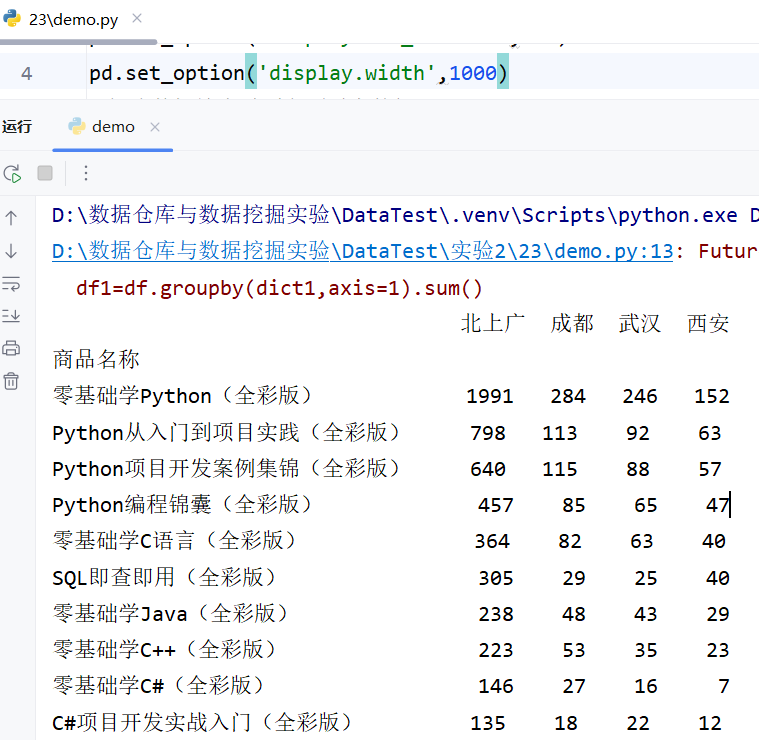 23\demo.py
4 pd.set_option('display.width',1000)
运行 demo
D:\数据仓库与数据挖掘实验\DataTest\.venv\Scripts\python.exe D
D:\数据仓库与数据挖掘实验\DataTest\实验2\23\demo.py:13: Futur
df1=df.groupby(dict1,axis=1).sum()
北上广 成都 武汉 西安
商品名称
零基础学Python（全彩版） 1991 284 246 152
Python从入门到项目实践（全彩版） 798 113 92 63
Python项目开发案例集锦（全彩版） 640 115 88 57
Python编程锦囊（全彩版） 457 85 65 47
零基础学C语言（全彩版） 364 82 63 40
SQL即查即用（全彩版） 305 29 25 40
零基础学Java（全彩版） 238 48 43 29
零基础学C++（全彩版） 223 53 35 23
零基础学C#（全彩版） 146 27 16 7
C#项目开发实战入门（全彩版） 135 18 22 12